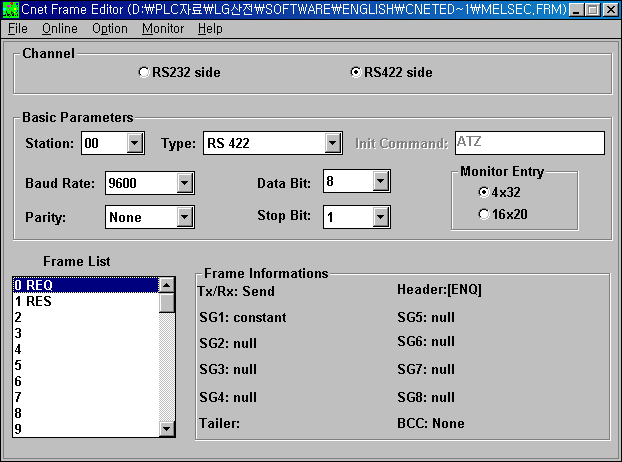 Cnet Frame Editor (D:₩PLC자료₩LG산전₩SOFTWARE₩ENGLISH₩CNETED~1₩MELSEC,FRM)
File Online Option Monitor Help
Channel
RS232 side RS422 side
Basic Parameters
Station: 00 Type: RS 422 Init Command: ATZ
Baud Rate: 9600 Data Bit: 8 Monitor Entry
4x32
Parity: None Stop Bit: 1 16x20
Frame List
Frame Informations
0 REQ Tx/Rx: Send Header:[ENQ]
1 RES
2 SG1: constant SG5: null
3
4 SG2: null SG6: null
5 SG3: null SG7: null
6
7 SG4: null SG8: null
8
9 Tailer: BCC: None